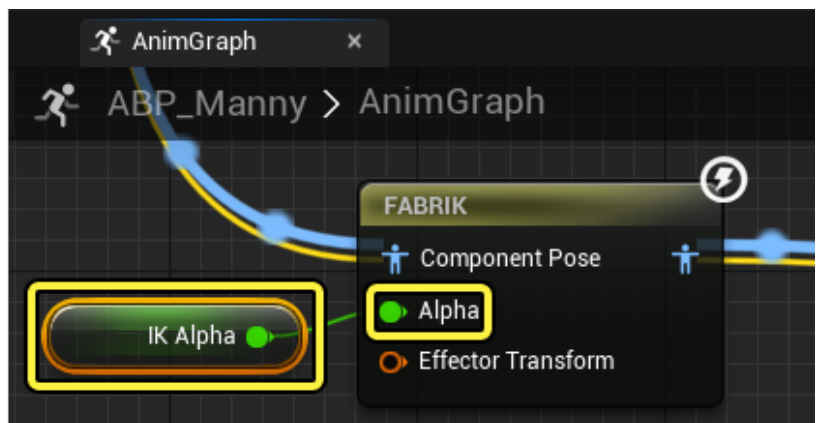 AnimGraph
ABP_Manny > AnimGraph
FABRIK
Component Pose
IK Alpha
Alpha
Effector Transform